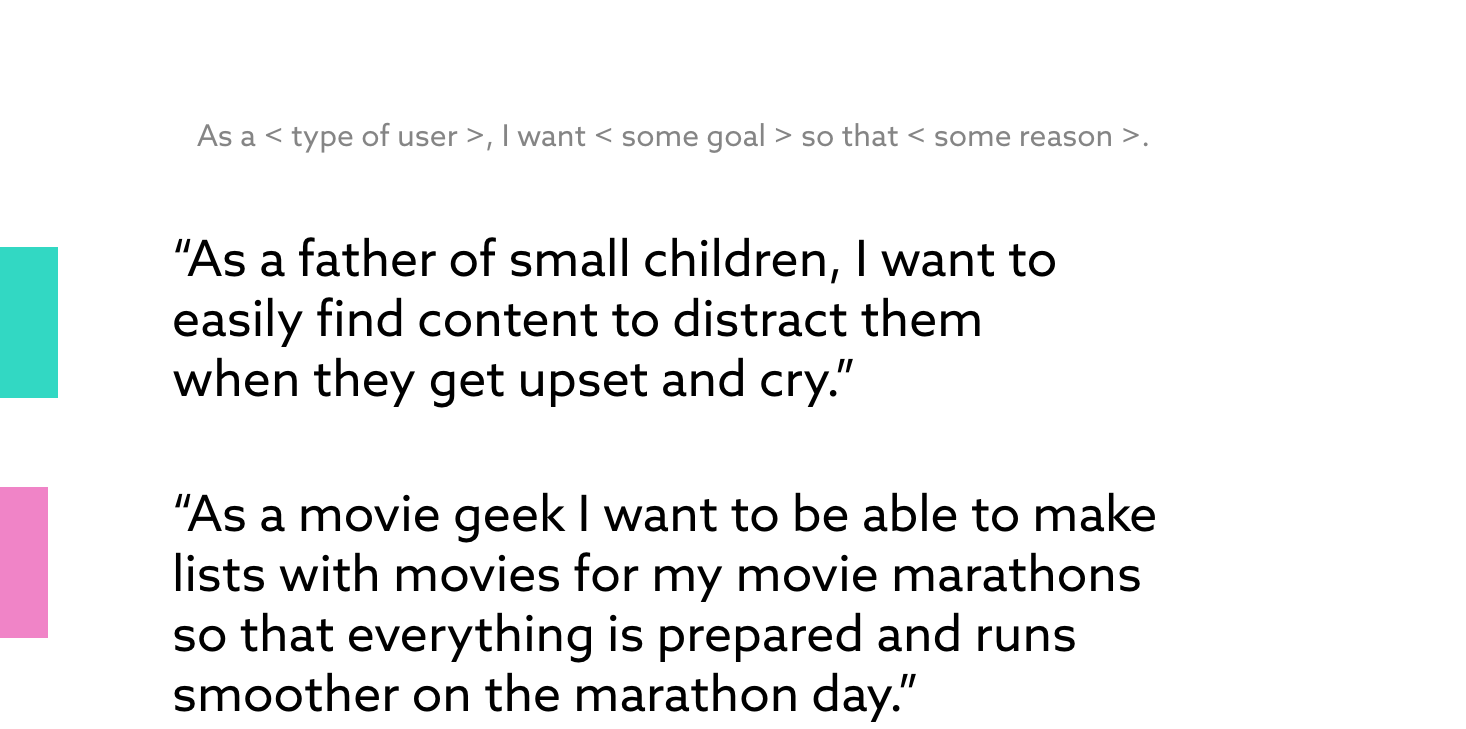 As a < type of user >, I want < some goal > so that < some reason >.
“As a father of small children, I want to
easily find content to distract them
when they get upset and cry.”
“As a movie geek I want to be able to make
lists with movies for my movie marathons
so that everything is prepared and runs
smoother on the marathon day.”